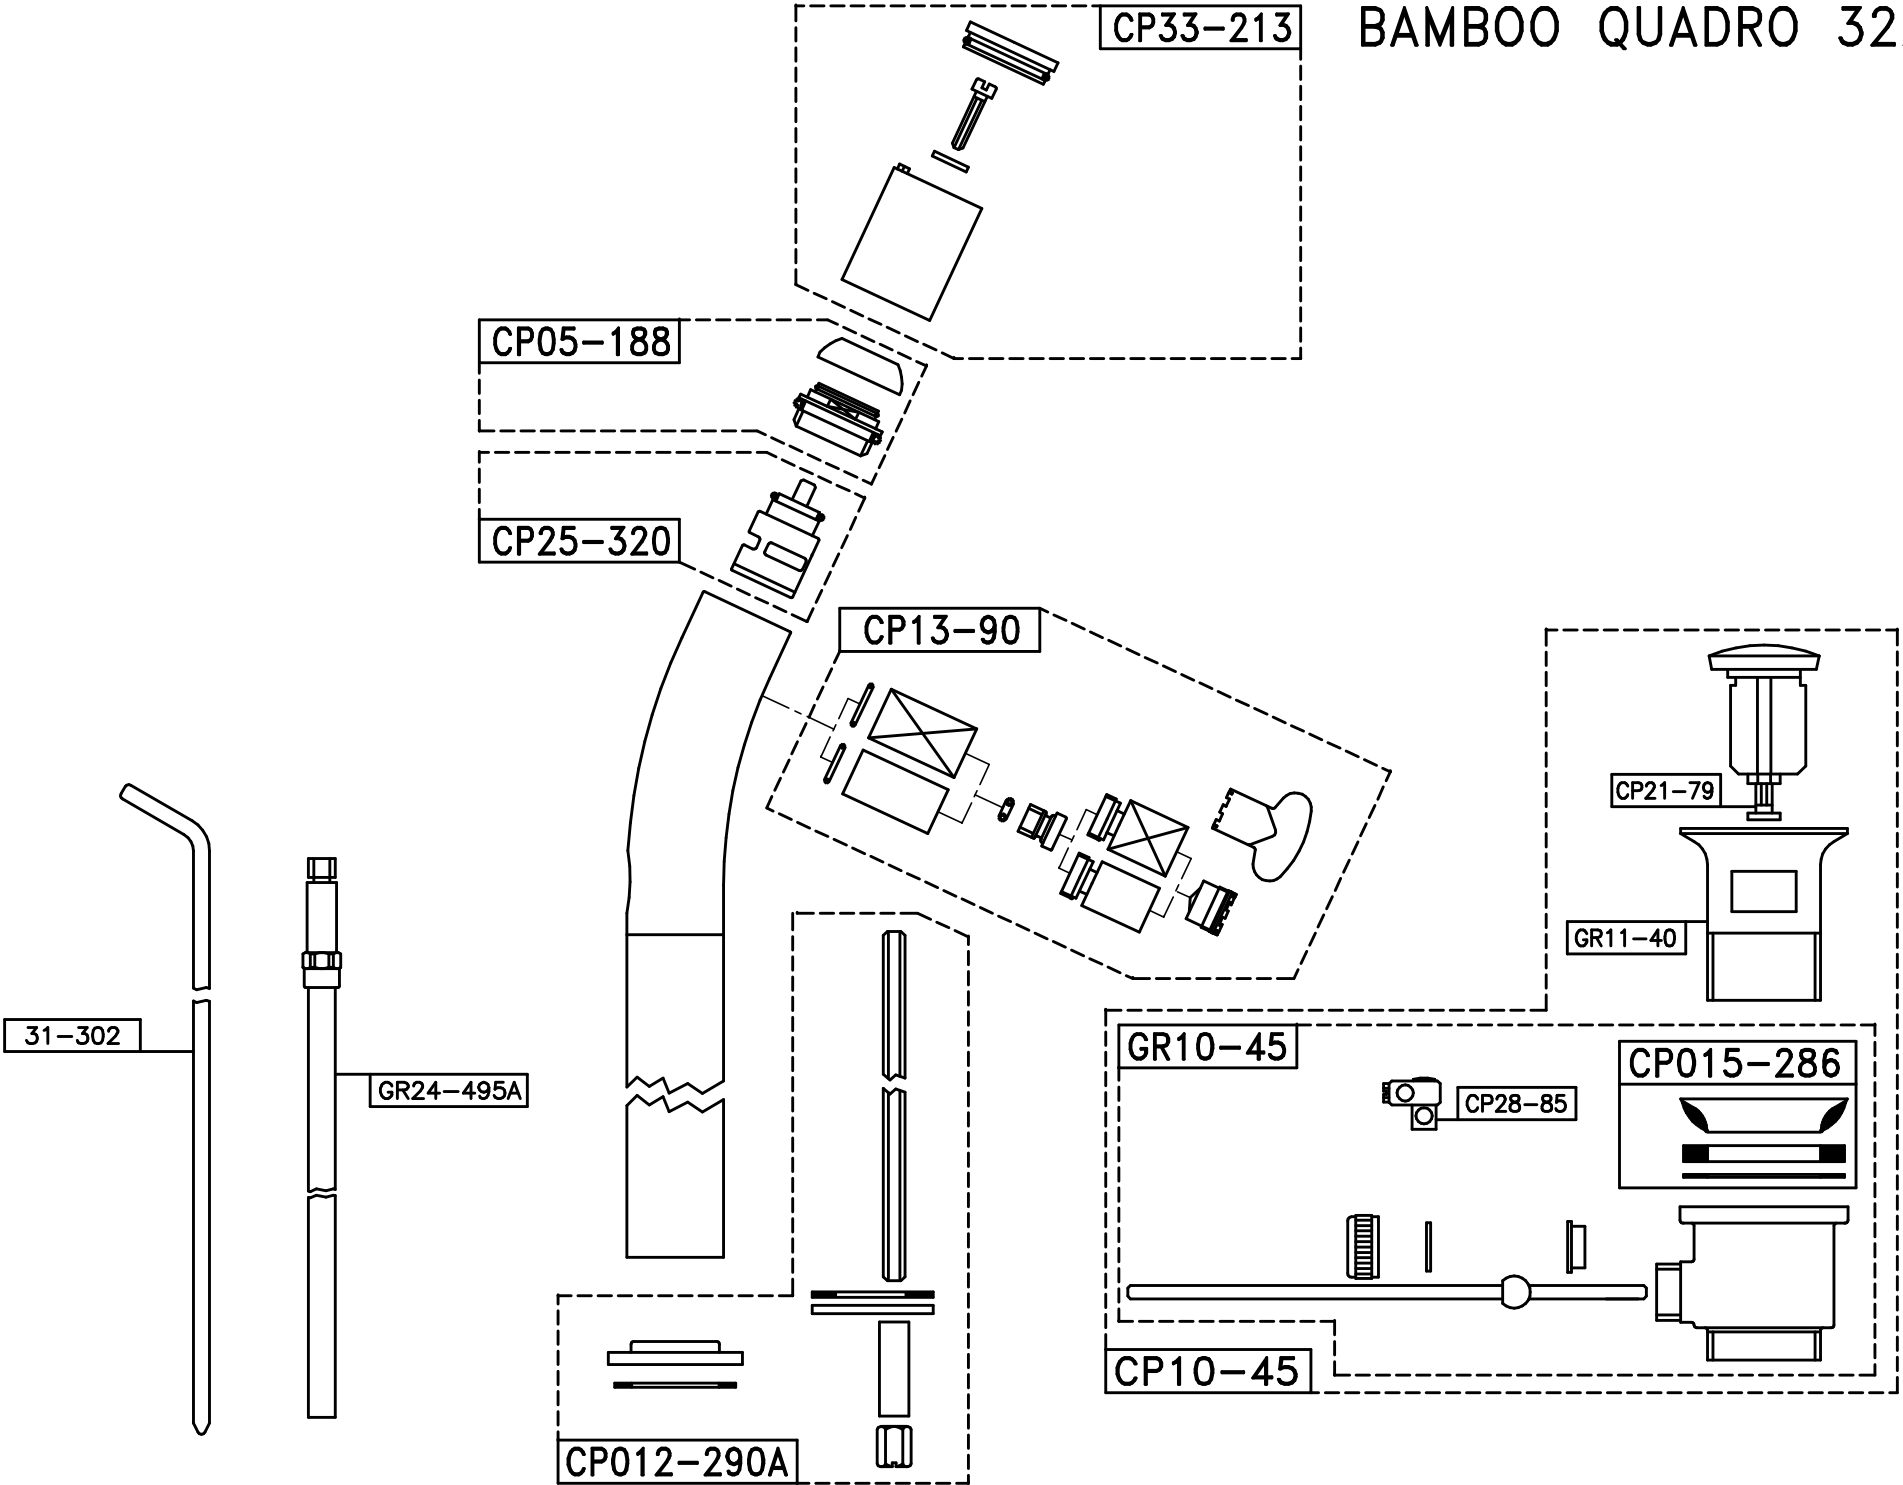 CP33-213
BAMBOO QUADRO 32
CP05-188
CP25-320
CP13-90
CP21-79
GR11-40
31-302
GR24-495A
GR10-45
CP015-286
CP28-85
CP10-45
CP012-290A